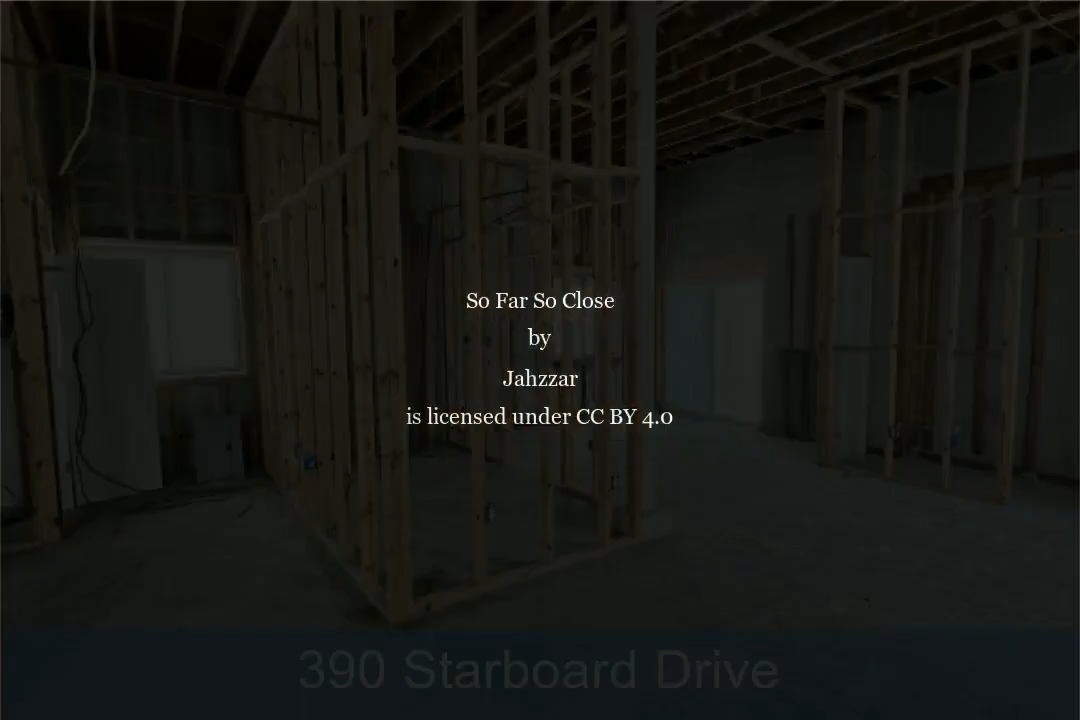 So Far So Close
by
Jahzzar
is licensed under CC BY 4.0
390 Starboard Drive